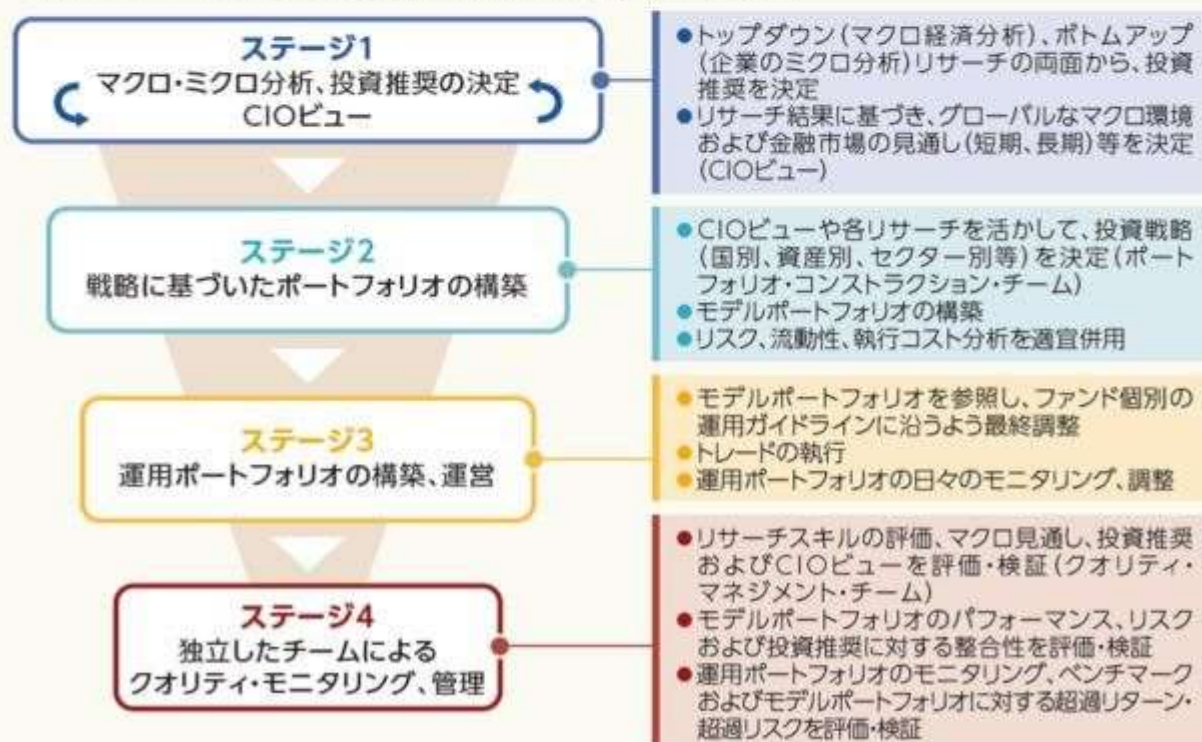 ステージ1
マクロ・ミクロ分析、投資推奨の決定
CIOビュー
●トップダウン(マクロ経済分析)、ボトムアップ
(企業のミクロ分析)リサーチの両面から、投資
推奨を決定
●リサーチ結果に基づき、グローバルなマクロ環境
および金融市場の見通し(短期、長期)等を決定
(CIOビュー)
ステージ2
戦略に基づいたポートフォリオの構築
●CIOビューや各リサーチを活かして、投資戦略
(国別、資産別、セクター別等)を決定(ポート
フォリオ・コンストラクション・チーム)
●モデルポートフォリオの構築
●リスク、流動性、執行コスト分析を適宜併用
ステージ3
運用ポートフォリオの構築、運営
●モデルポートフォリオを参照し、ファンド個別の
運用ガイドラインに沿うよう最終調整
●トレードの執行
●運用ポートフォリオの日々のモニタリング、調整
ステージ4
独立したチームによる
クオリティ・モニタリング、管理
●リサーチスキルの評価、マクロ見通し、投資推奨
およびCIOビューを評価・検証(クオリティ・
マネジメント・チーム)
●モデルポートフォリオのパフォーマンス、リスク
および投資推奨に対する整合性を評価・検証
●運用ポートフォリオのモニタリング、ベンチマーク
およびモデルポートフォリオに対する超過リターン・
超過リスクを評価・検証